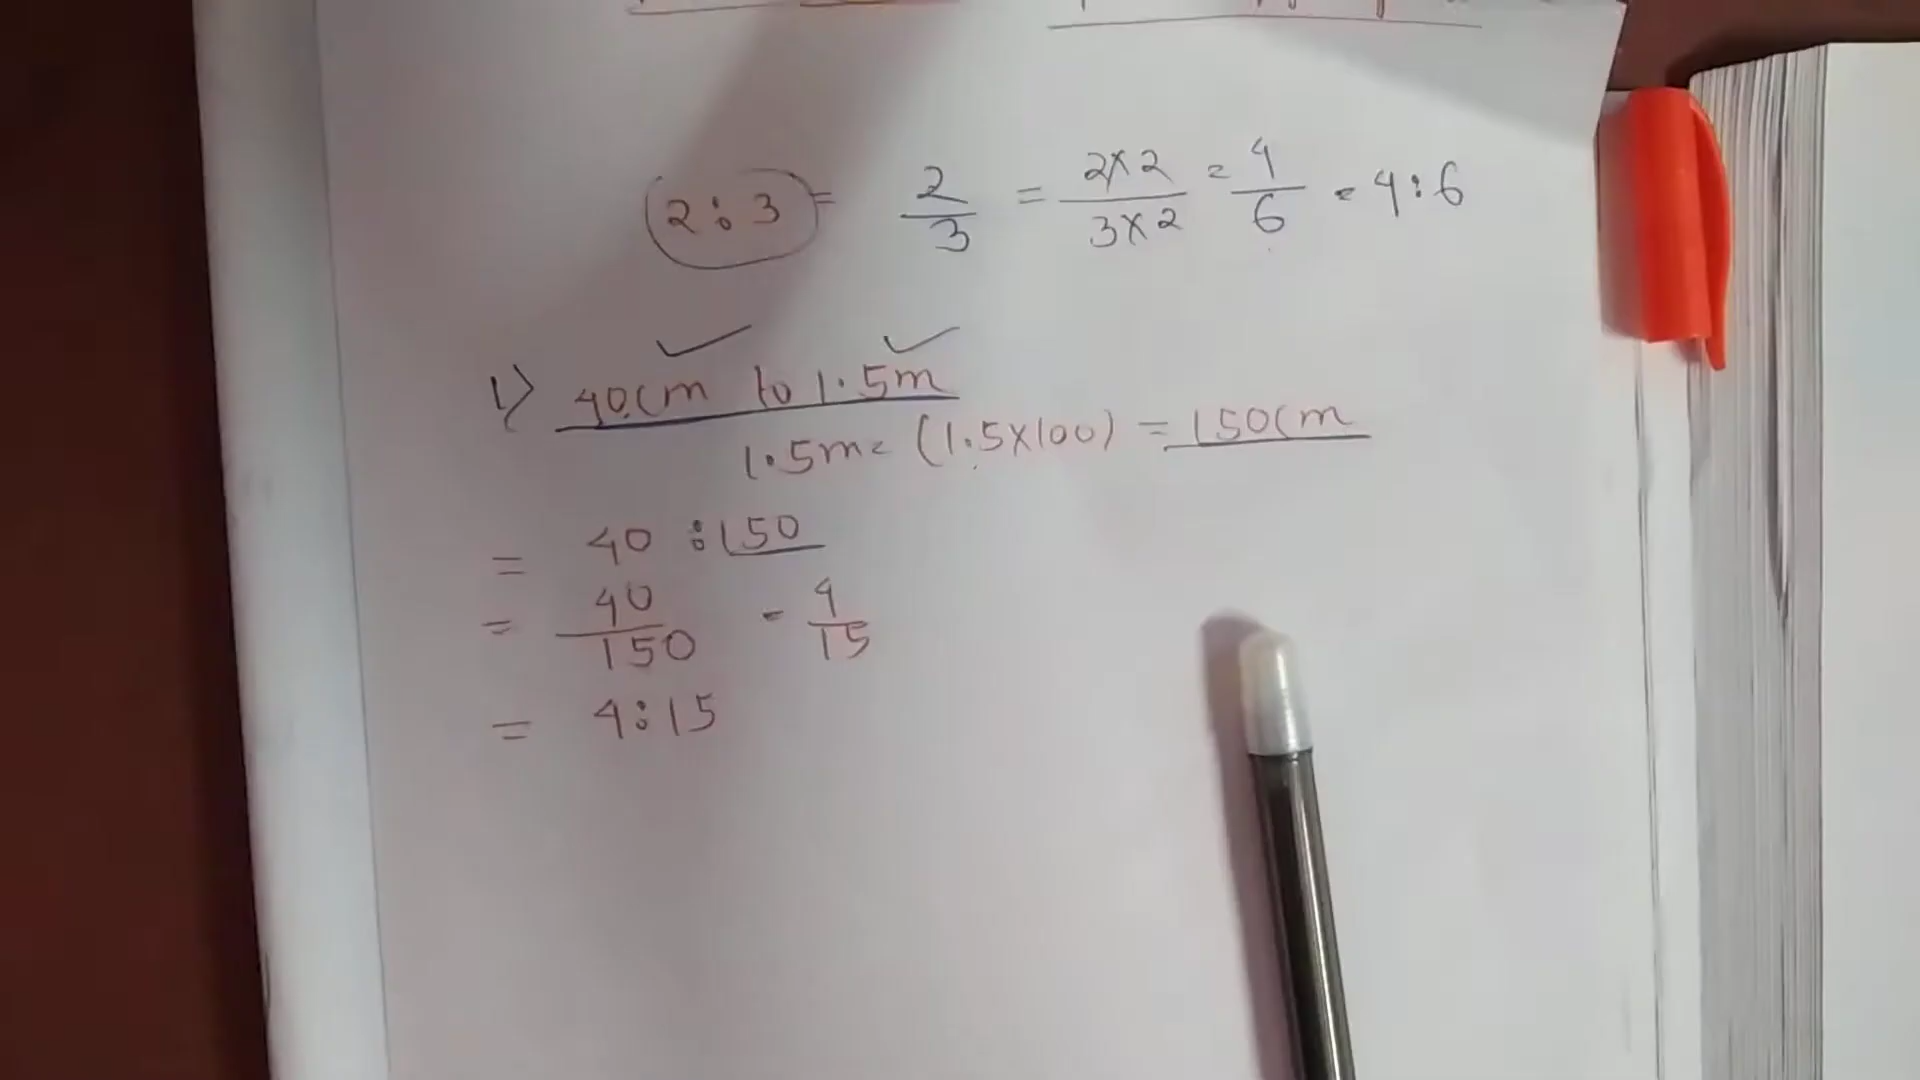 2:3 = 2/3 = 2×2/3×2 = 4/6 = 4:6
1) 40cm to 1.5m
1.5m= (1.5×100) = 150cm
= 40:150
= 40/150 = 4/15
= 4:15